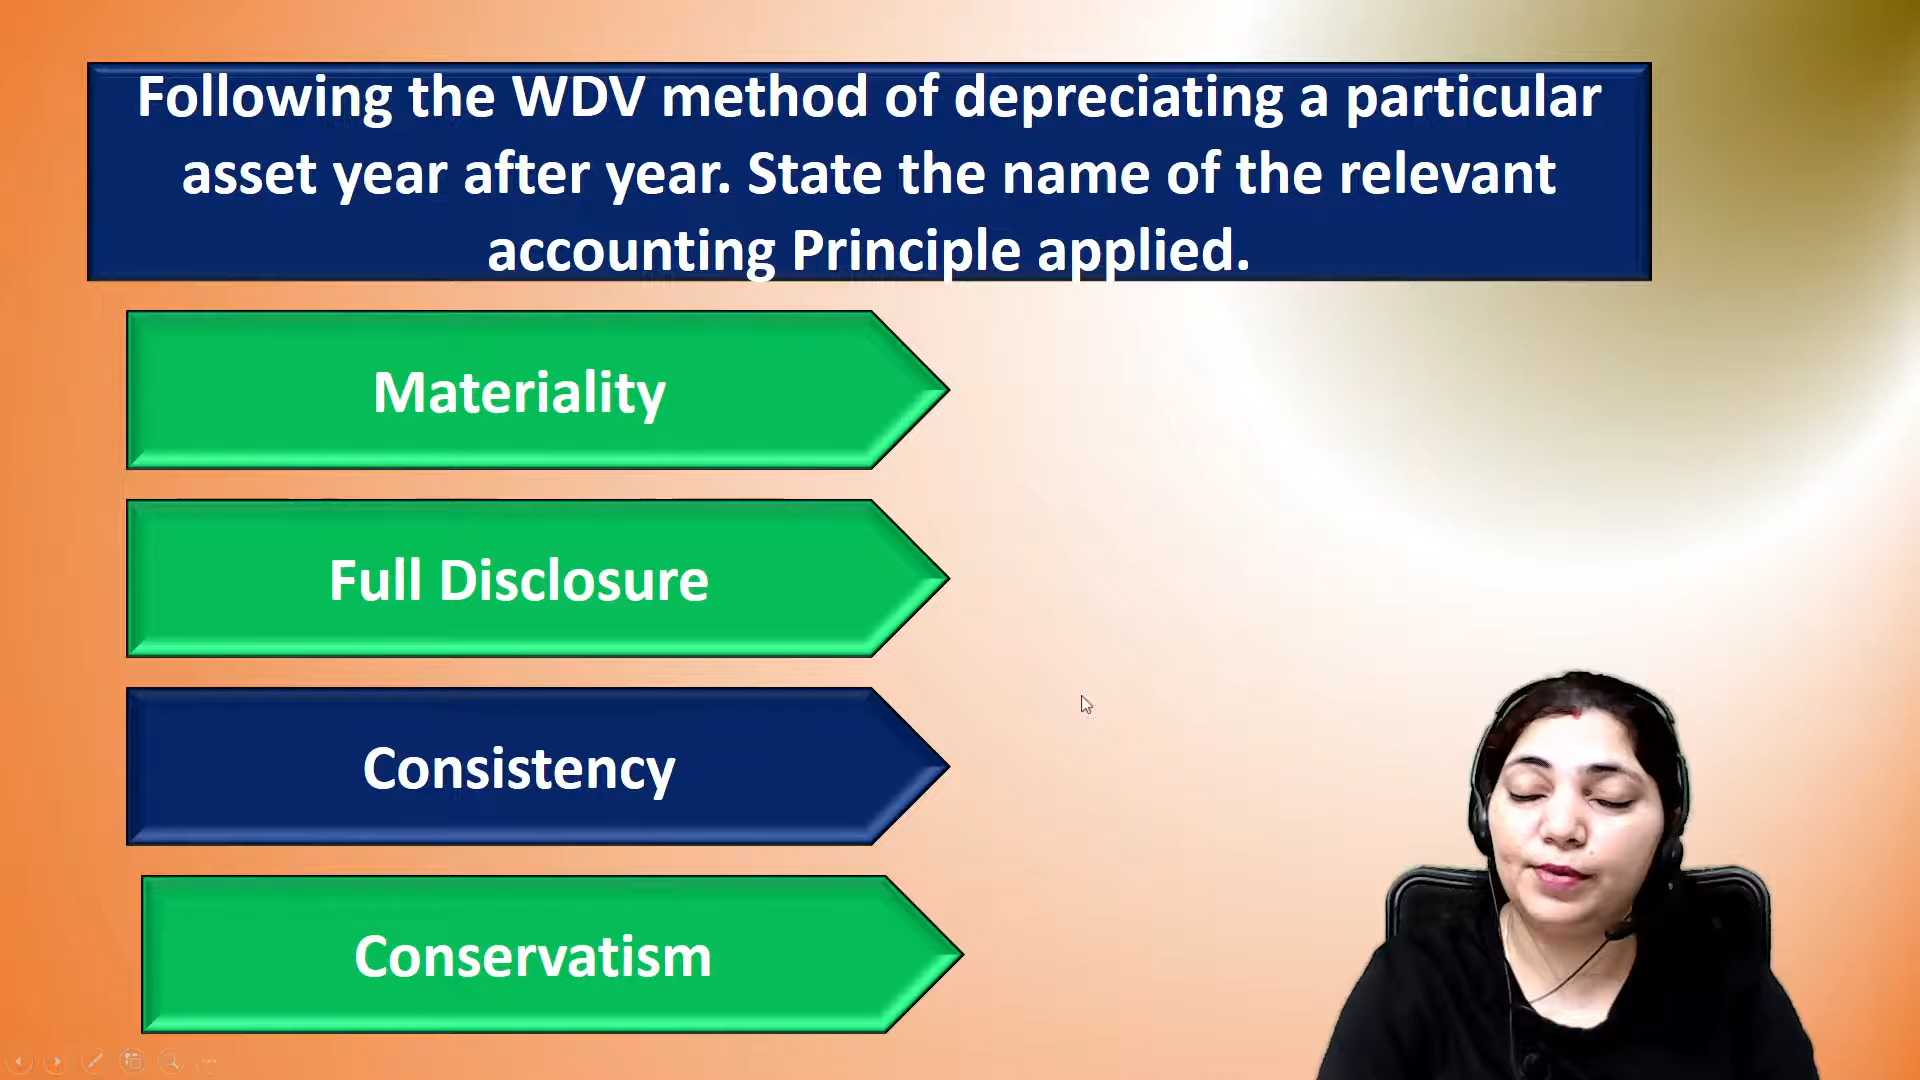 Following the WDV method of depreciating a particular
asset year after year. State the name of the relevant
accounting Principle applied.
Materiality
Full Disclosure
Consistency
Conservatism